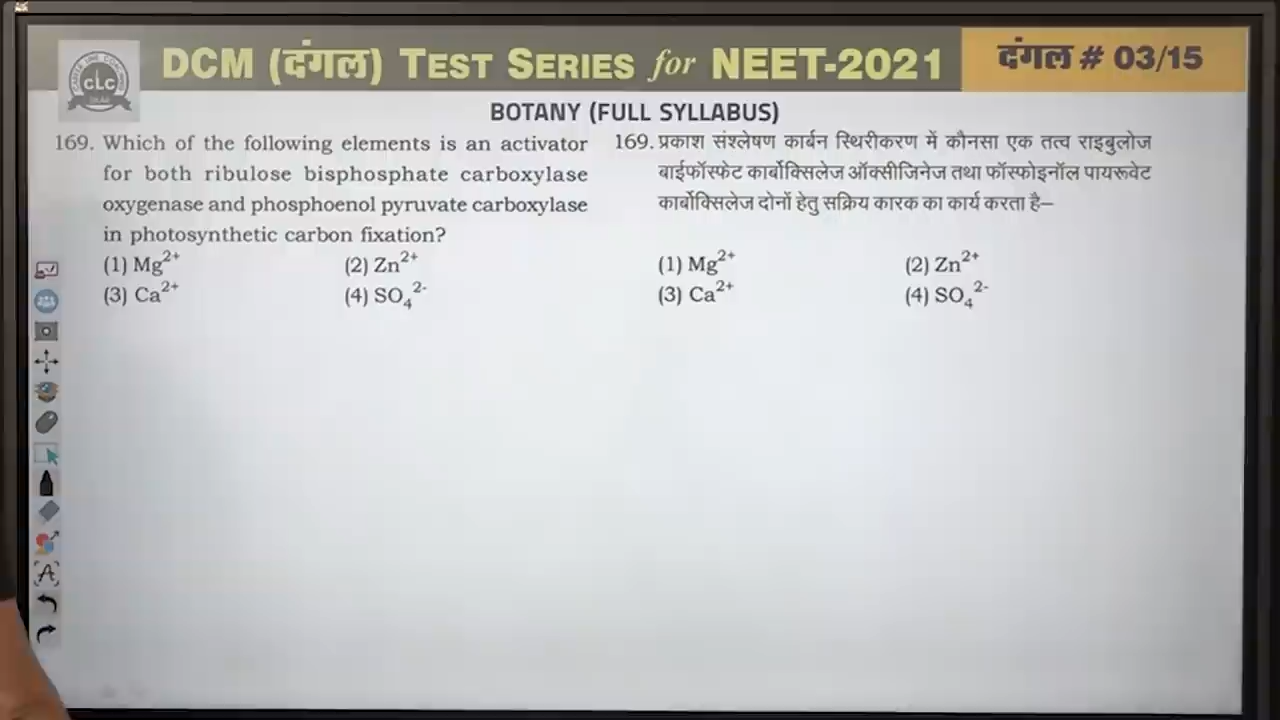 DCM (दंगल) TEST SERIES for NEET-2021
दंगल # 03/15
CLC
BOTANY (FULL SYLLABUS)
169. Which of the following elements is an activator
for both ribulose bisphosphate carboxylase
oxygenase and phosphoenol pyruvate carboxylase
in photosynthetic carbon fixation?
(1) Mg²⁺ (2) Zn²⁺
(3) Ca²⁺ (4) SO₄²⁻
169. प्रकाश संश्लेषण कार्बन स्थिरीकरण में कौनसा एक तत्व राइबुलोज
बाईफॉस्फेट कार्बोक्सिलेज ऑक्सीजिनेज तथा फॉस्फोइनॉल पायरूवेट
कार्बोक्सिलेज दोनों हेतु सक्रिय कारक का कार्य करता है–
(1) Mg²⁺ (2) Zn²⁺
(3) Ca²⁺ (4) SO₄²⁻